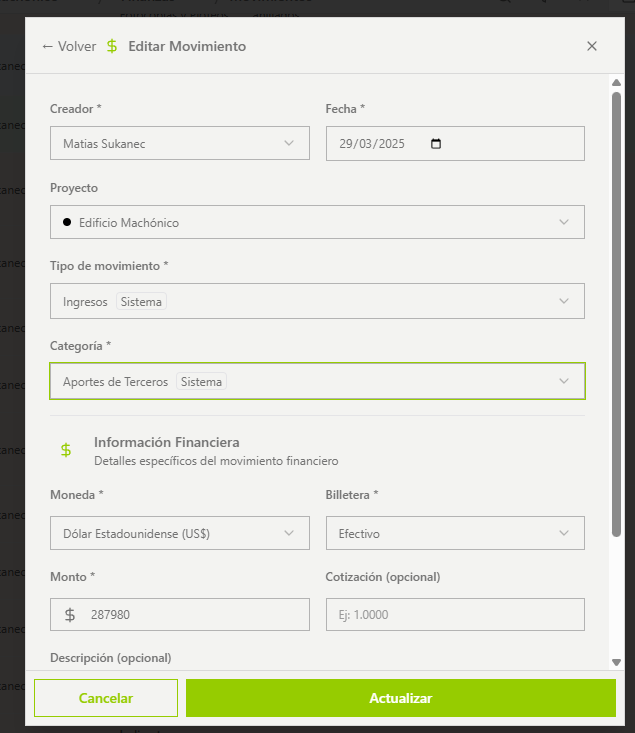 ← Volver $ Editar Movimiento ×
Creador * Fecha *
Matias Sukanec 29/03/2025
Proyecto
Edificio Machónico
Tipo de movimiento *
Ingresos Sistema
Categoría *
Aportes de Terceros Sistema
$ Información Financiera
Detalles específicos del movimiento financiero
Moneda * Billetera *
Dólar Estadounidense (US$) Efectivo
Monto * Cotización (opcional)
$ 287980 Ej: 1.0000
Descripción (opcional)
Cancelar Actualizar